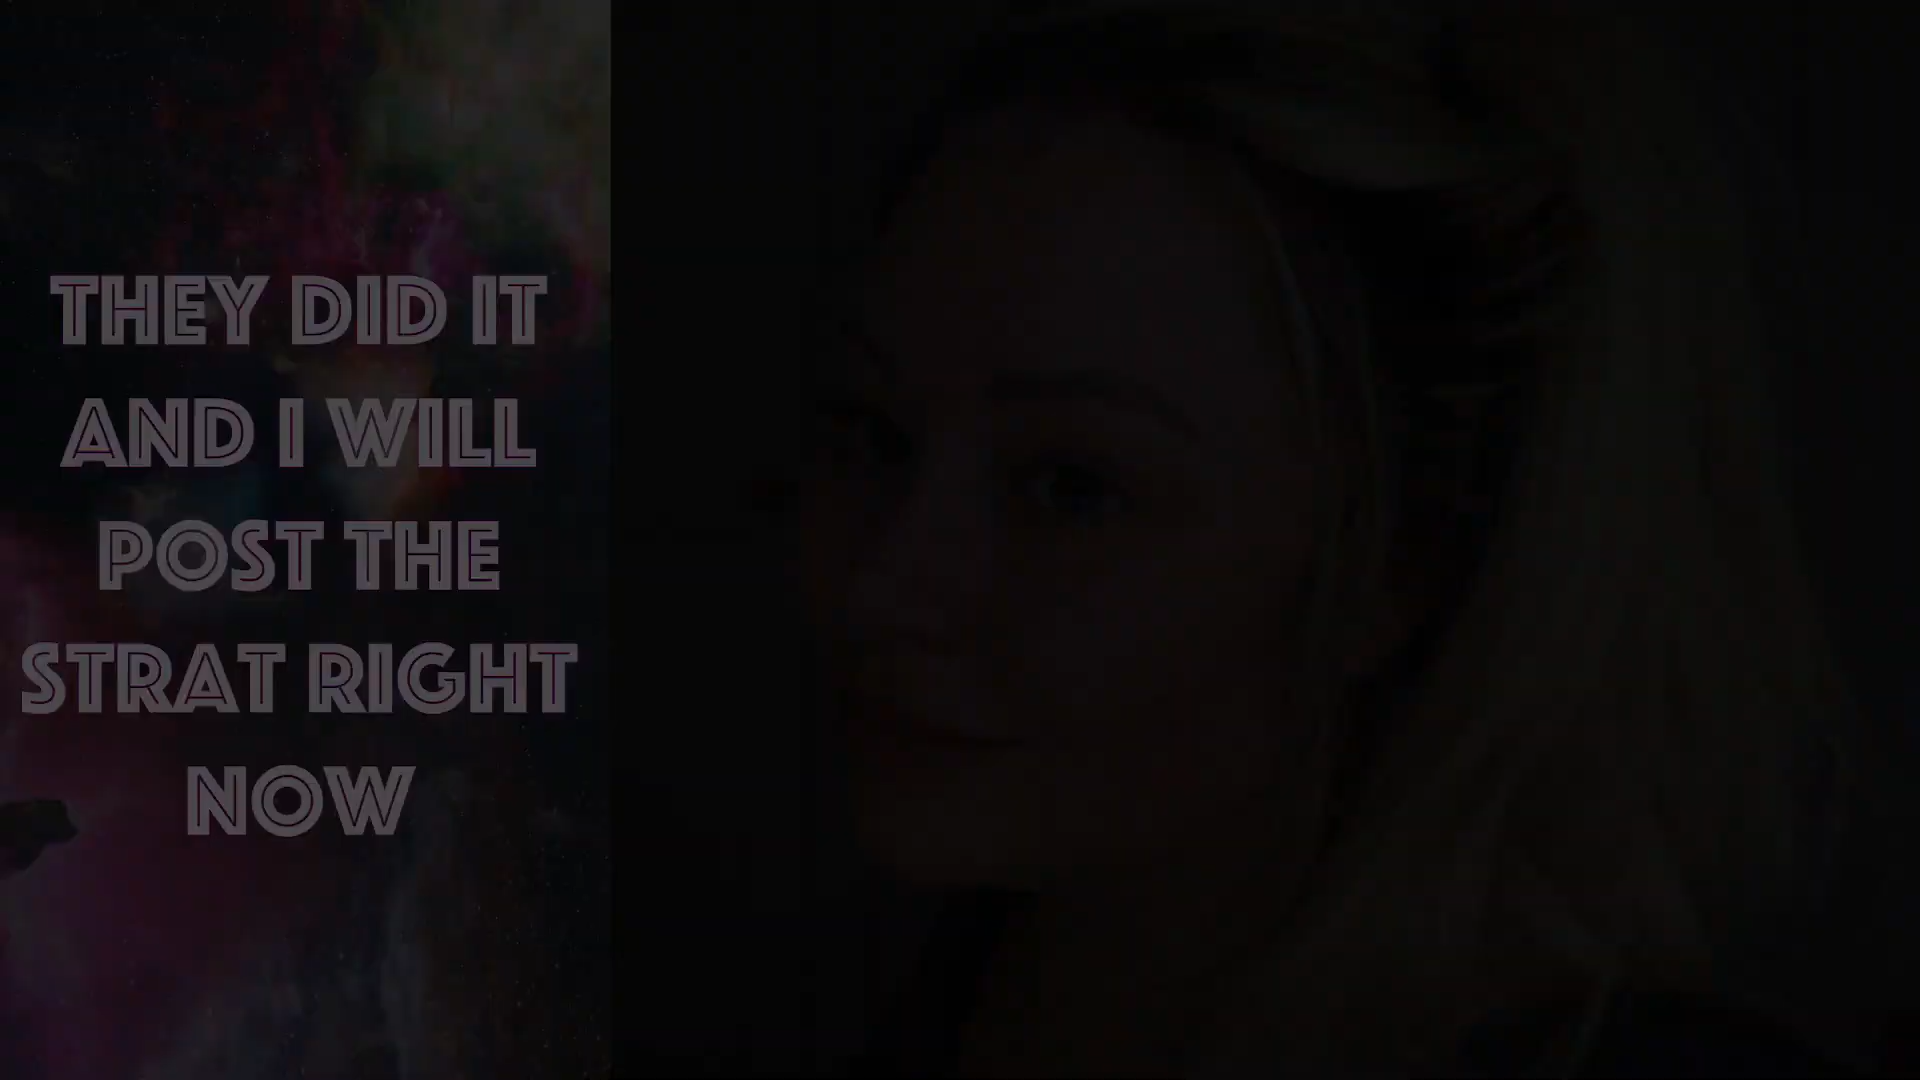 THEY DID IT
AND I WILL
POST THE
STRAT RIGHT
NOW